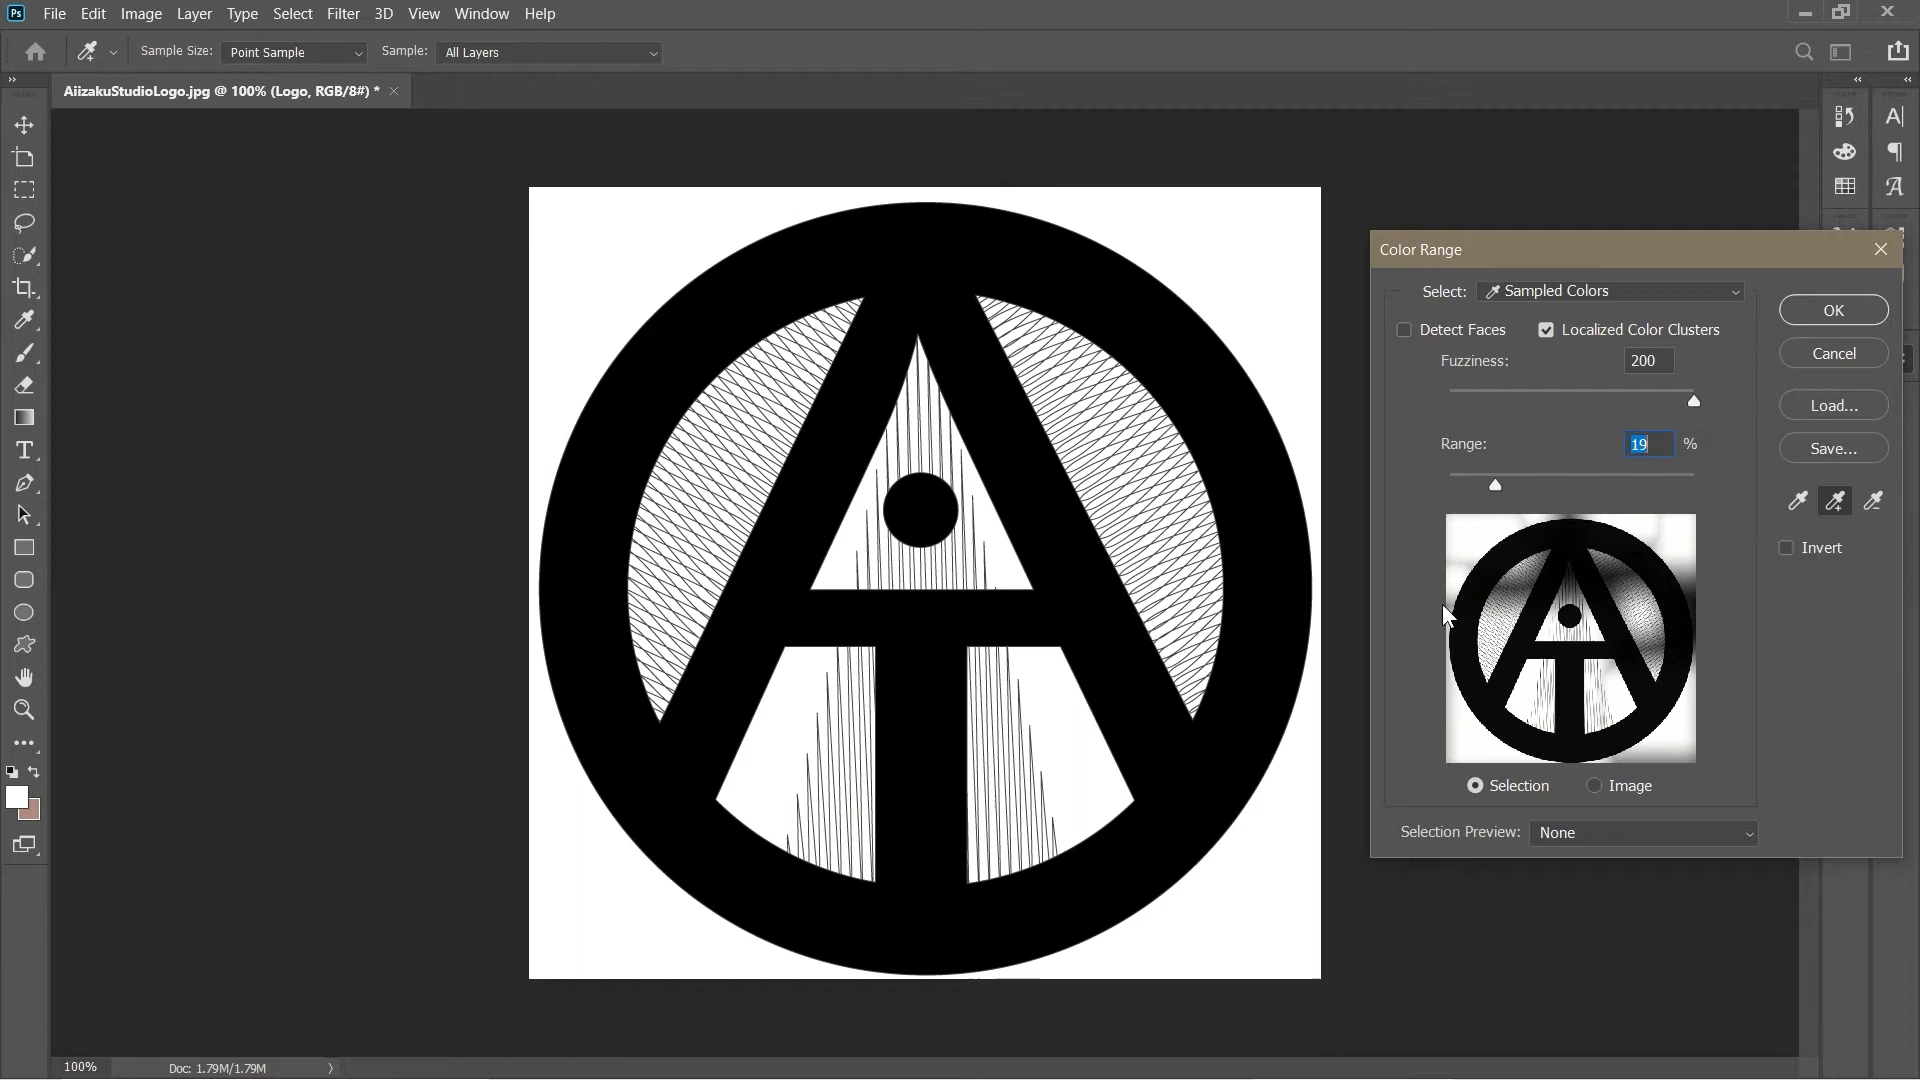 Ps File Edit Image Layer Type Select Filter 3D View Window Help
Sample Size: Point Sample Sample: All Layers
AiizakuStudioLogo.jpg @ 100% (Logo, RGB/8#) *
Color Range
Select: Sampled Colors
OK
Detect Faces Localized Color Clusters
Fuzziness: 200
Cancel
Load...
Range: 19 %
Save...
Invert
Selection Image
Selection Preview: None
100% Doc: 1.79M/1.79M